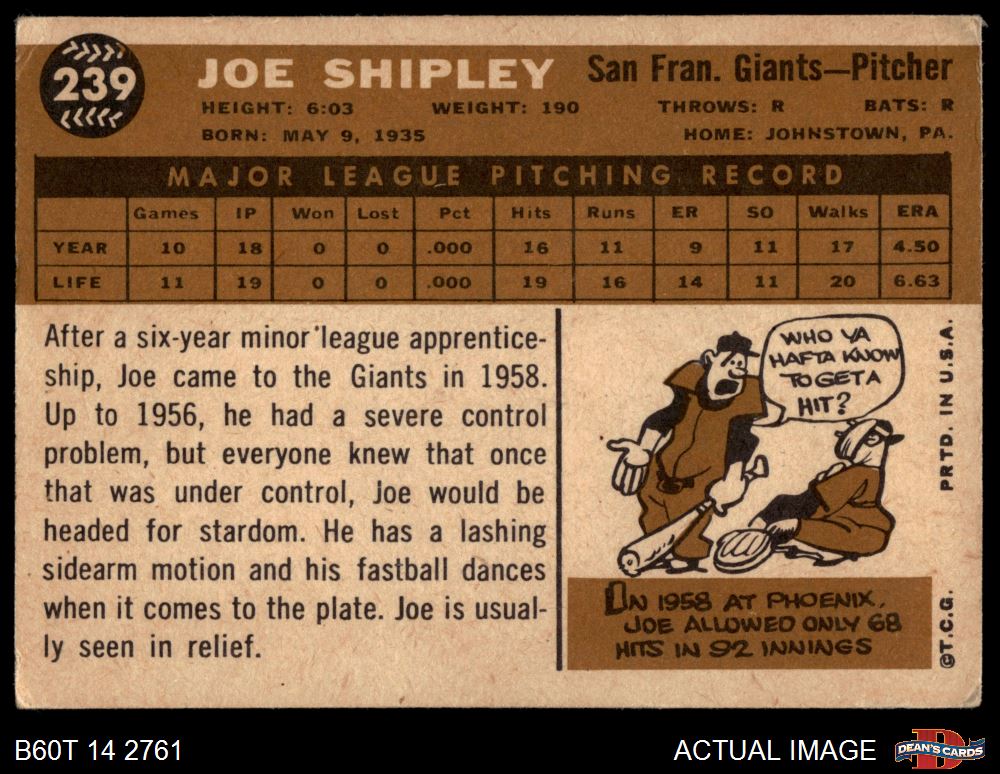 239
JOE SHIPLEY San Fran. Giants—Pitcher
HEIGHT: 6:03 WEIGHT: 190 THROWS: R BATS: R
BORN: MAY 9, 1935 HOME: JOHNSTOWN, PA.
MAJOR LEAGUE PITCHING RECORD
Games IP Won Lost Pct Hits Runs ER SO Walks ERA
YEAR 10 18 0 0 .000 16 11 9 11 17 4.50
LIFE 11 19 0 0 .000 19 16 14 11 20 6.63
After a six-year minor league apprentice-
ship, Joe came to the Giants in 1958.
Up to 1956, he had a severe control
problem, but everyone knew that once
that was under control, Joe would be
headed for stardom. He has a lashing
sidearm motion and his fastball dances
when it comes to the plate. Joe is usual-
ly seen in relief.
WHO YA
HAFTA KNOW
TO GET A
HIT?
IN 1958 AT PHOENIX,
JOE ALLOWED ONLY 68
HITS IN 92 INNINGS
PRTD. IN U.S.A.
©T.C.G.
B60T 14 2761 ACTUAL IMAGE
D
DEAN'S CARDS